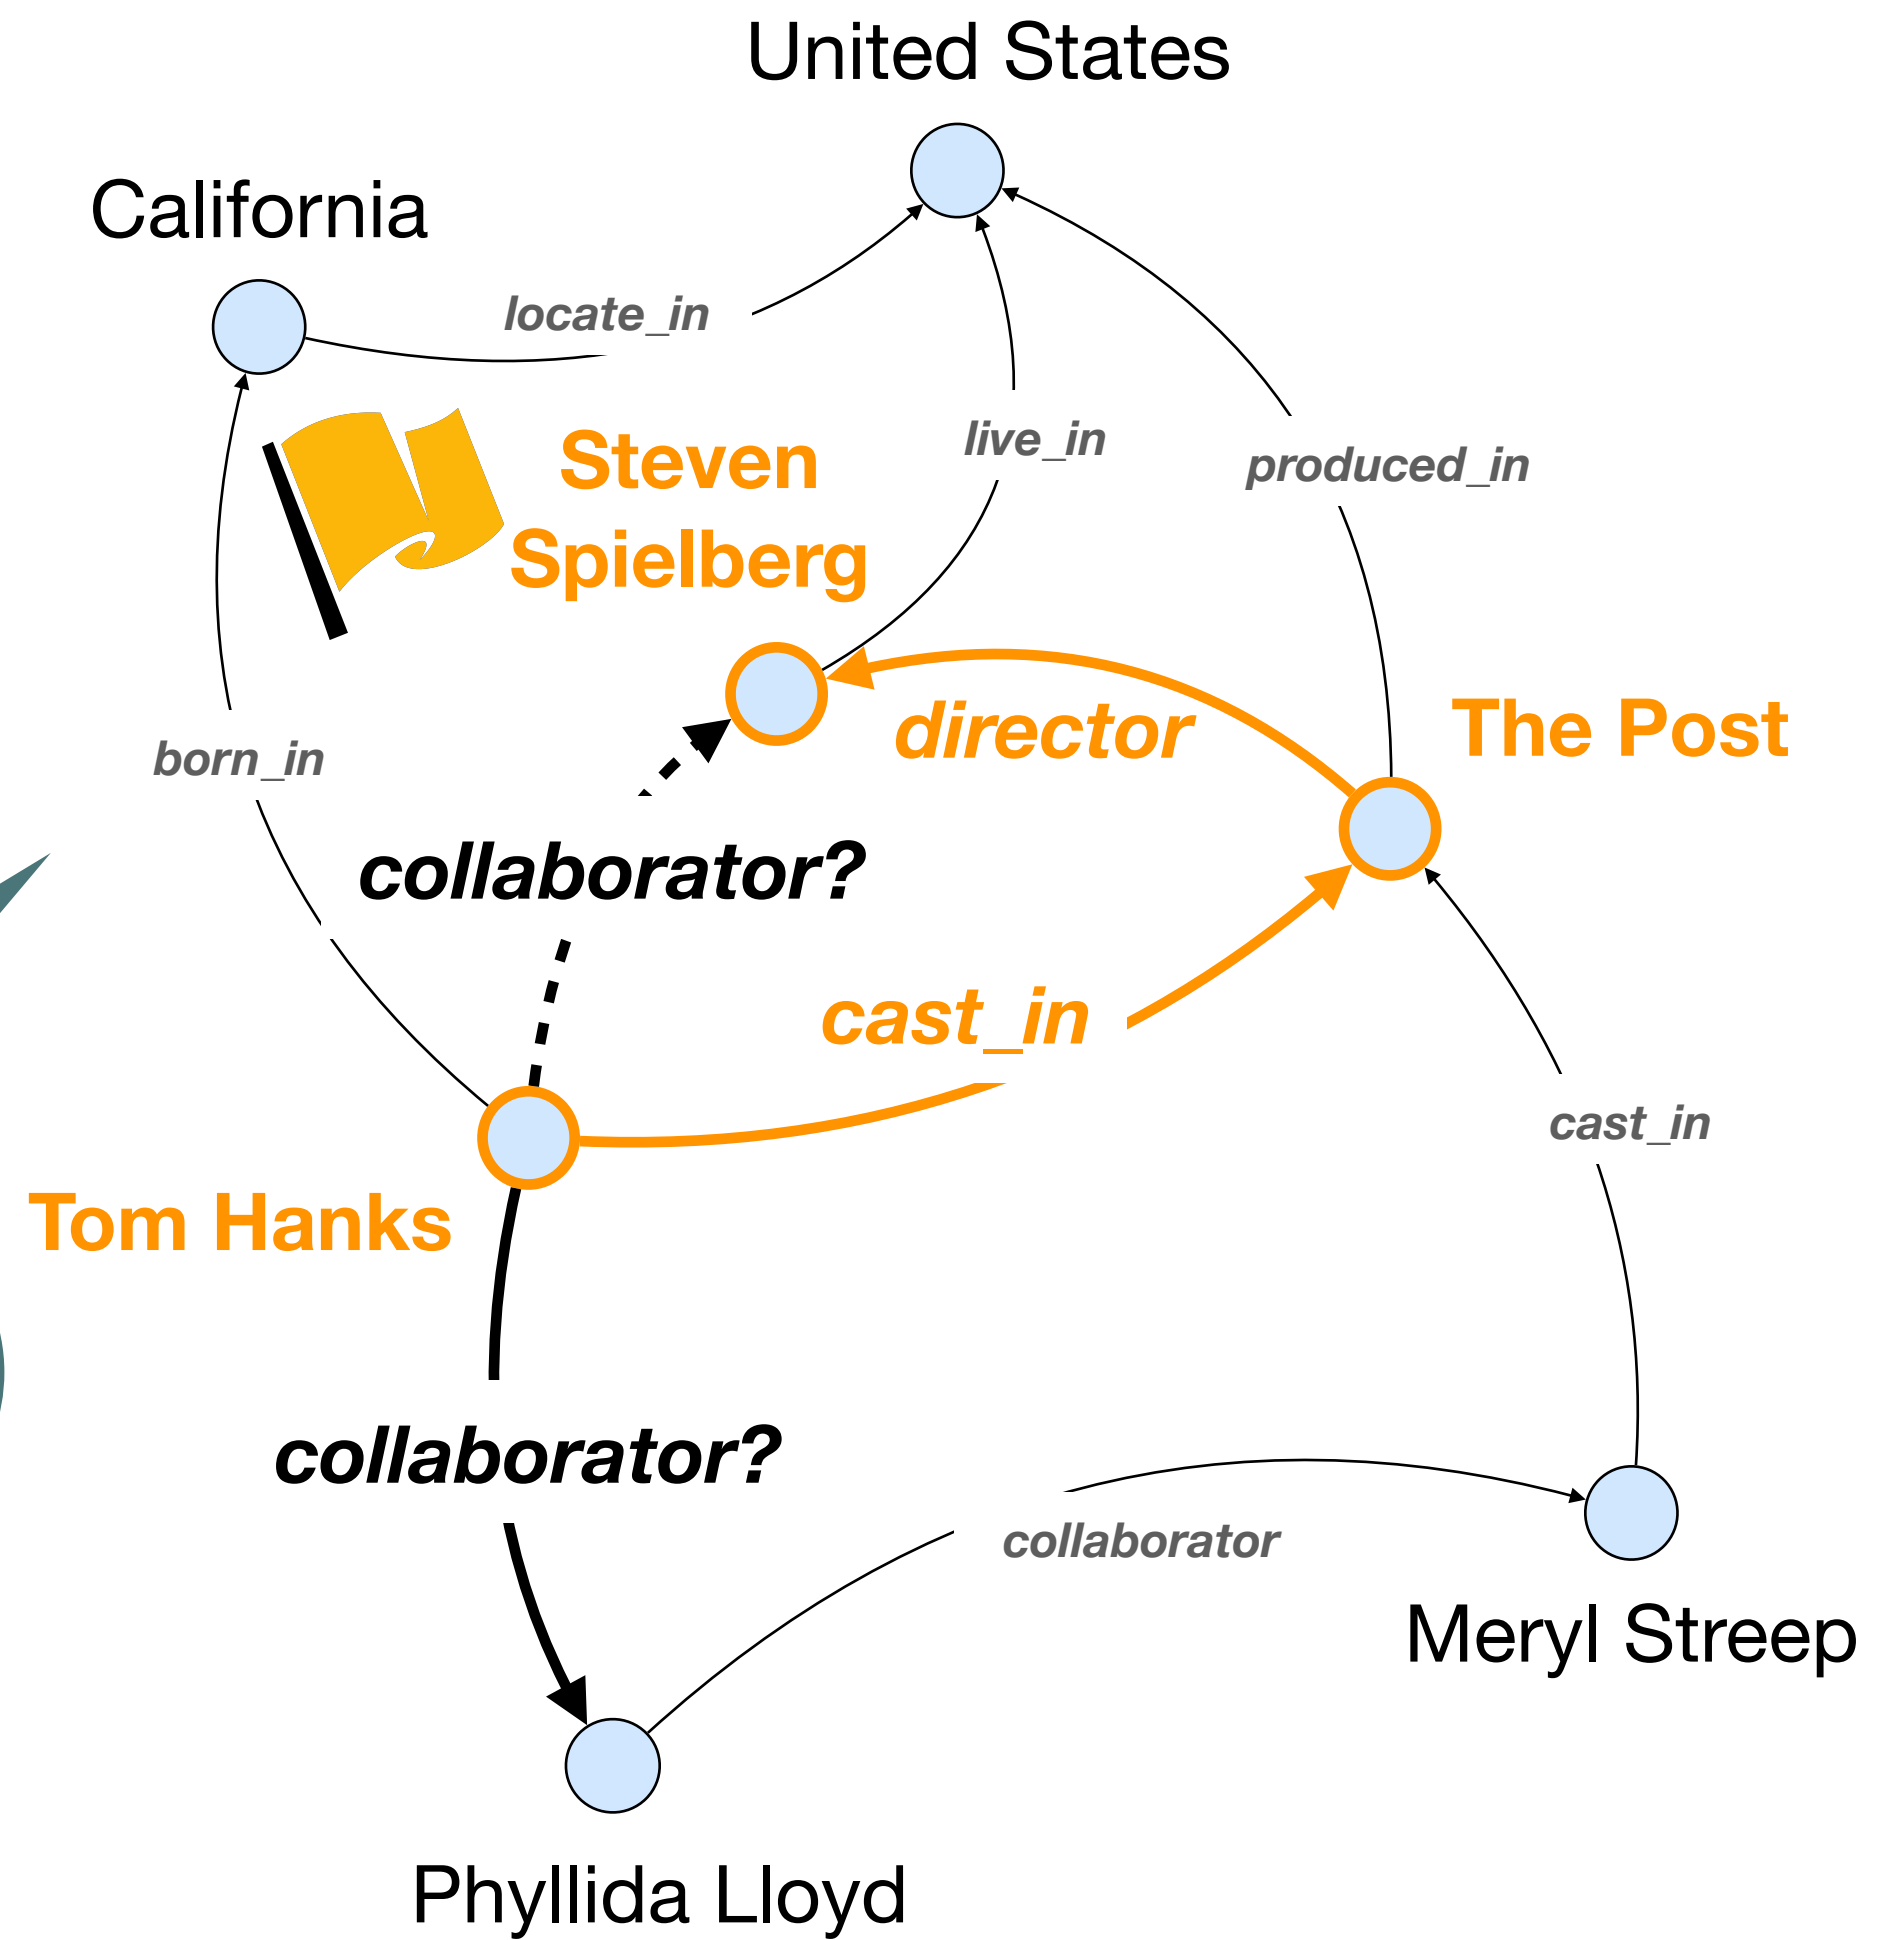 United States
California
locate_in
Steven
Spielberg
live_in
produced_in
director
The Post
born_in
collaborator?
cast_in
cast_in
Tom Hanks
collaborator?
collaborator
Meryl Streep
Phyllida Lloyd